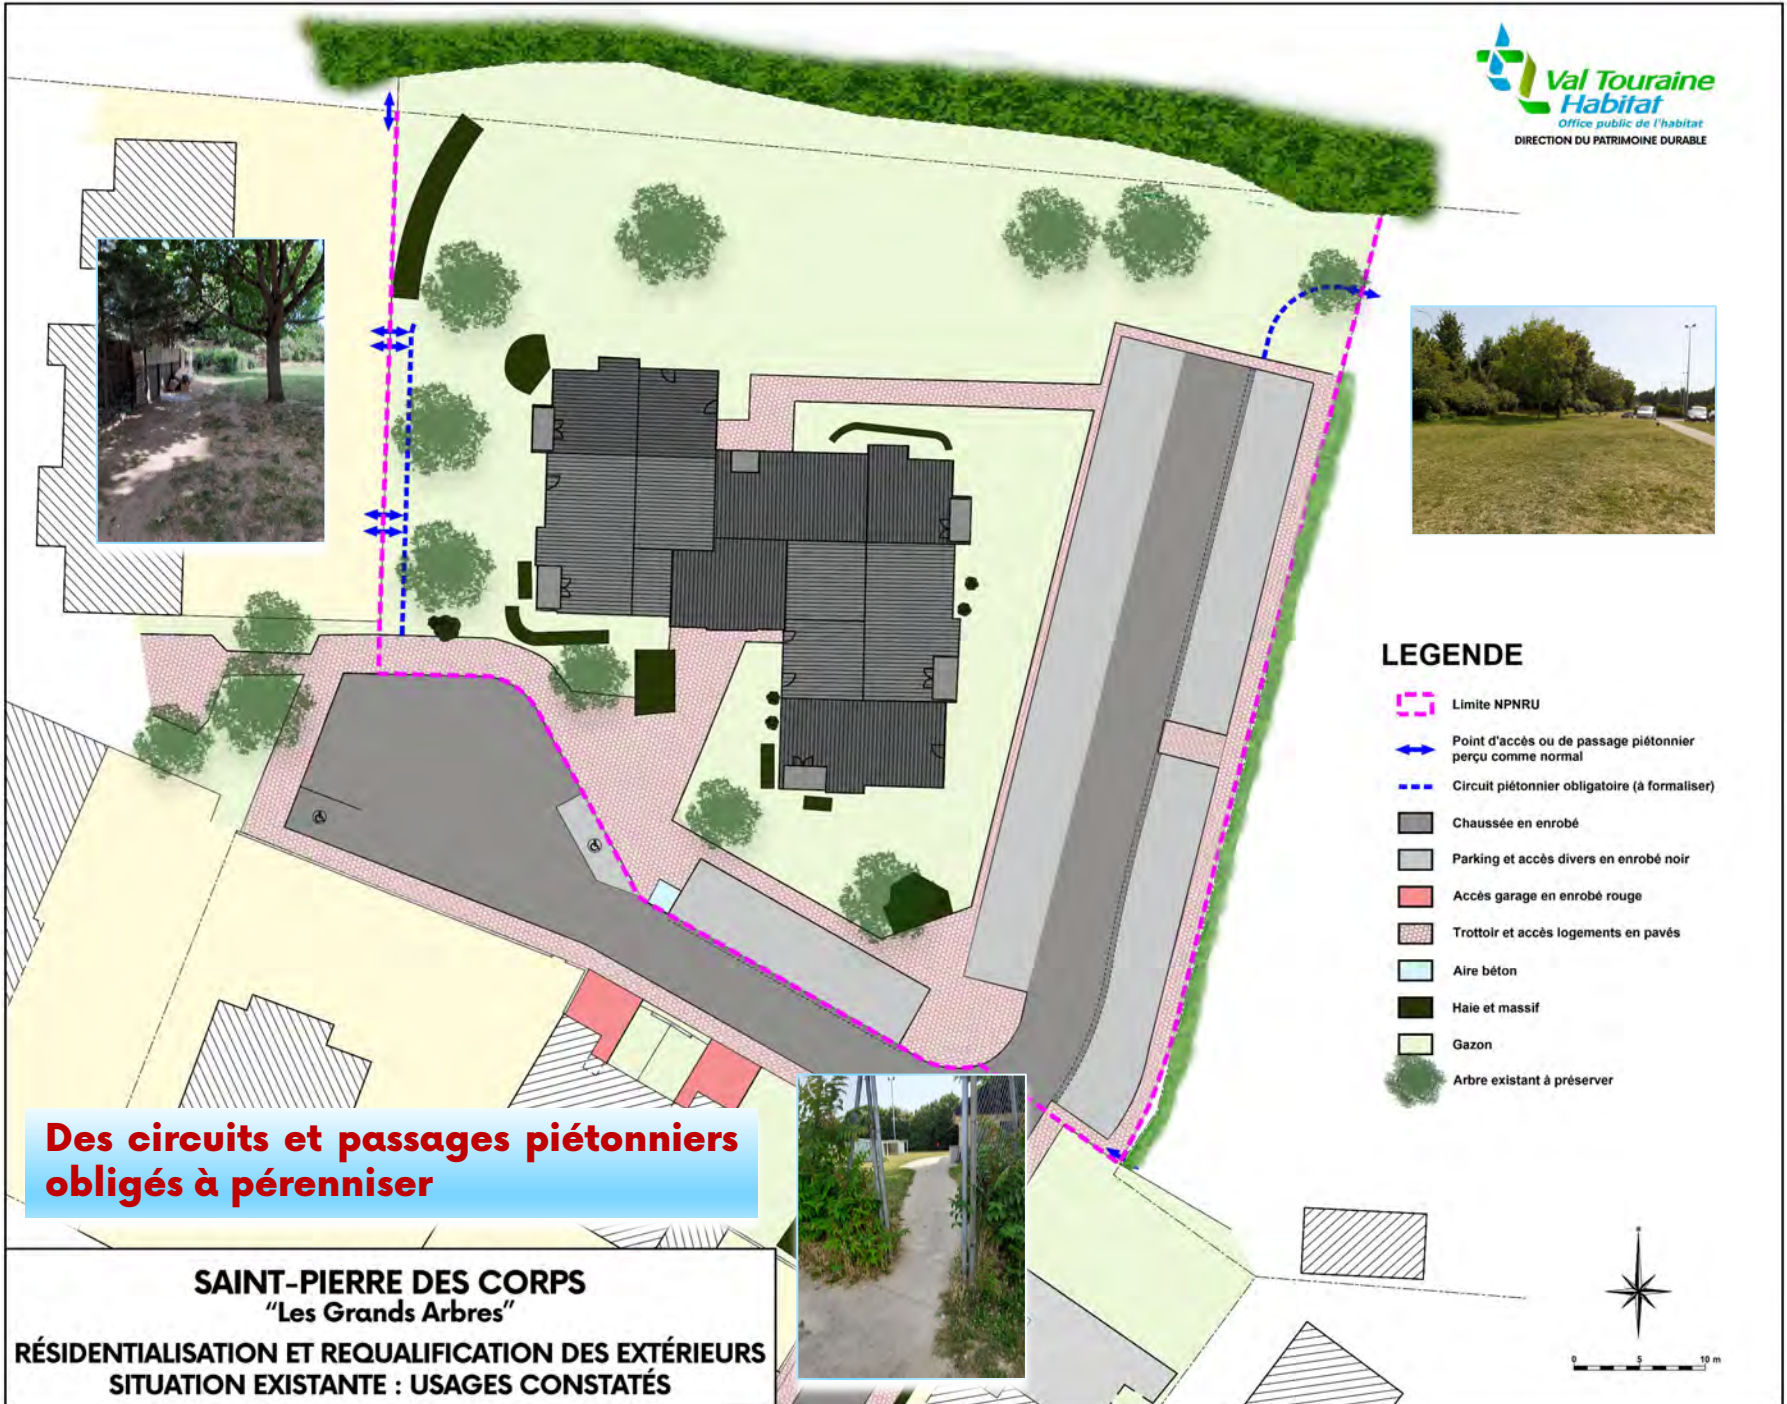 Val Touraine
Habitat
Office public de l'habitat
DIRECTION DU PATRIMOINE DURABLE
LEGENDE
Limite NPNRU
Point d'accès ou de passage piétonnier
perçu comme normal
Circuit piétonnier obligatoire (à formaliser)
Chaussée en enrobé
Parking et accès divers en enrobé noir
Accès garage en enrobé rouge
Trottoir et accès logements en pavés
Aire béton
Haie et massif
Gazon
Arbre existant à préserver
Des circuits et passages piétonniers
obligés à pérenniser
SAINT-PIERRE DES CORPS
“Les Grands Arbres”
RÉSIDENTIALISATION ET REQUALIFICATION DES EXTÉRIEURS
SITUATION EXISTANTE : USAGES CONSTATÉS
0 5 10 m